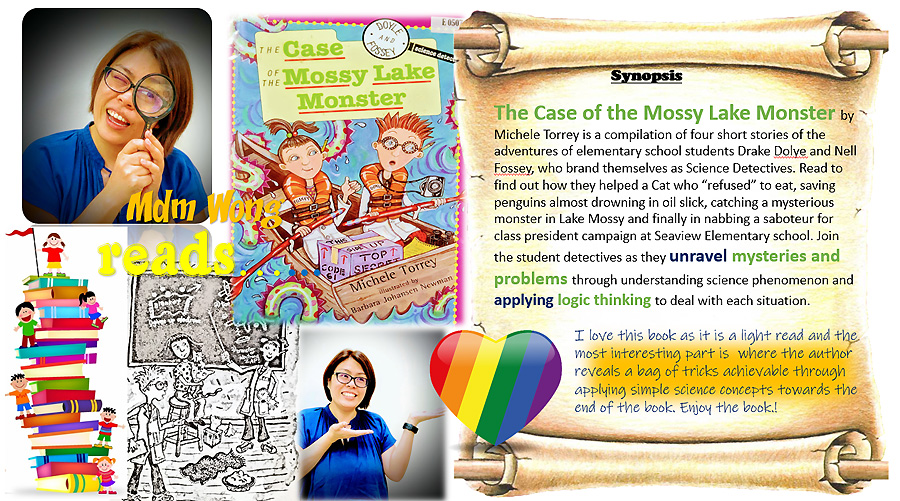 THE Case
OF THE Mossy Lake
Monster
DOYLE
AND
FOSSEY
science detec
E 050
THIS
SIDE UP
CODE
61
TOP
SECRET
Michele Torrey
illustrated by
Barbara Johansen Newman
Mdm Wong
reads......
Synopsis
The Case of the Mossy Lake Monster by
Michele Torrey is a compilation of four short stories of the
adventures of elementary school students Drake Dolye and Nell
Fossey, who brand themselves as Science Detectives. Read to
find out how they helped a Cat who “refused” to eat, saving
penguins almost drowning in oil slick, catching a mysterious
monster in Lake Mossy and finally in nabbing a saboteur for
class president campaign at Seaview Elementary school. Join
the student detectives as they unravel mysteries and
problems through understanding science phenomenon and
applying logic thinking to deal with each situation.
I love this book as it is a light read and the
most interesting part is where the author
reveals a bag of tricks achievable through
applying simple science concepts towards the
end of the book. Enjoy the book.!